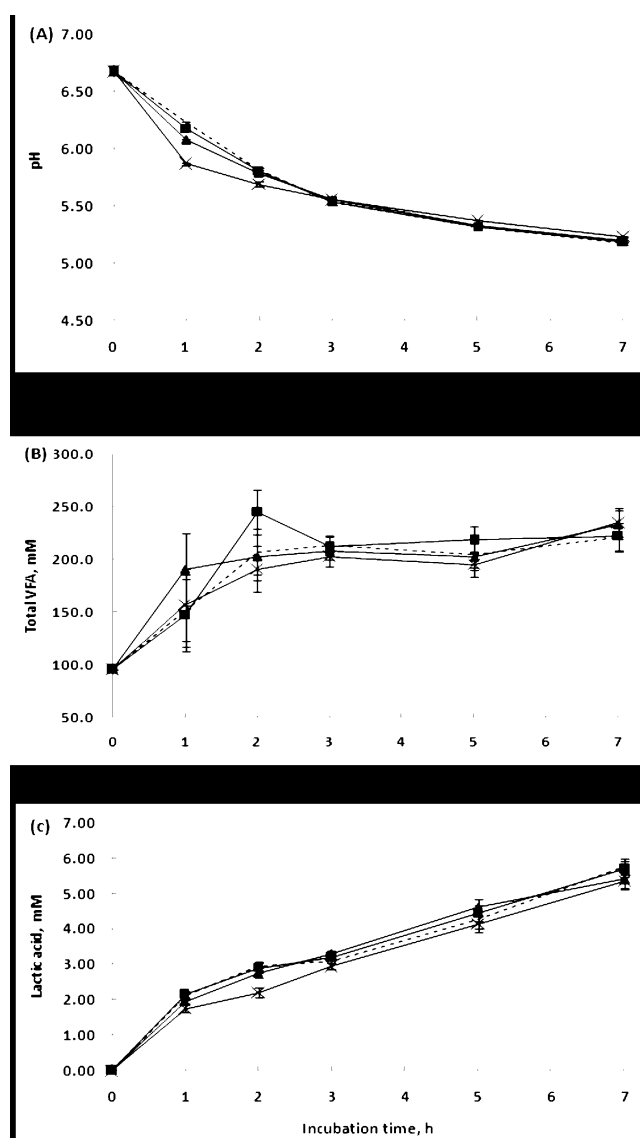 (A)
7.00
6.50
6.00
5.50
5.00
4.50
pH
0 1 2 3 4 5 6 7
(B)
300.0
250.0
200.0
150.0
100.0
50.0
Total VFA, mM
0 1 2 3 4 5 6 7
(c)
7.00
6.00
5.00
4.00
3.00
2.00
1.00
0.00
Lactic acid, mM
0 1 2 3 4 5 6 7
Incubation time, h